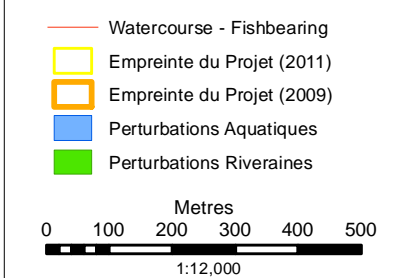 Watercourse - Fishbearing
Empreinte du Projet (2011)
Empreinte du Projet (2009)
Perturbations Aquatiques
Perturbations Riveraines
Metres
0 100 200 300 400 500
1:12,000